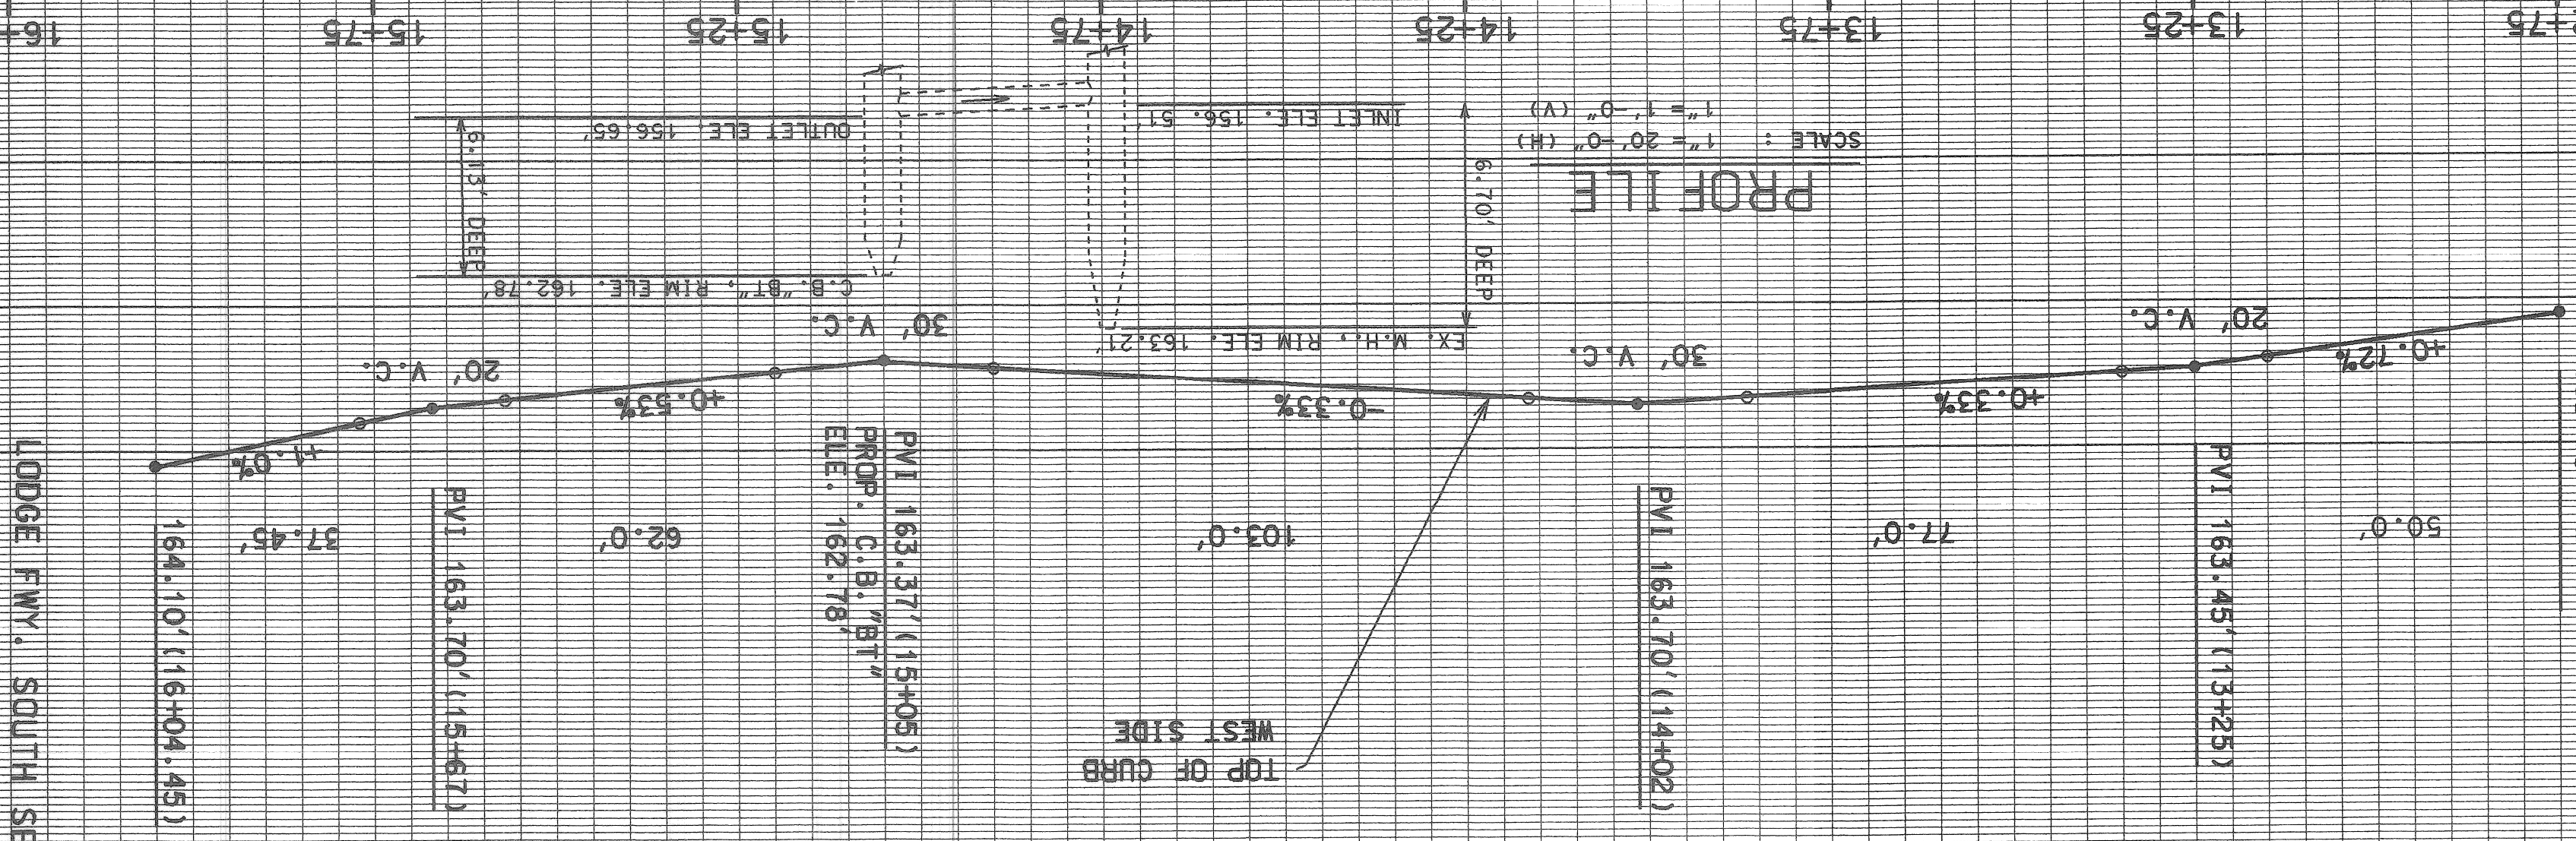 LODGE FWY. SOUTH SE
164.10' (16+04.45)
37.45'
+1.0%
PVI 163.70' (15+67)
20' V.C.
62.0'
+0.53%
PVI 163.37' (15+05)
PROP. C.B. "BT"
ELE. 162.78'
30' V.C.
103.0'
-0.33%
TOP OF CURB
WEST SIDE
PVI 163.70' (14+02)
30' V.C.
77.0'
+0.33%
PVI 163.45' (13+25)
20' V.C.
50.0'
+0.72%
EX. M.H., RIM ELE. 163.21'
6.70' DEEP
INLET ELE. 156.51'
C.B. "BT", RIM ELE. 162.78'
6.13' DEEP
OUTLET ELE. 156.65'
PROFILE
SCALE : 1"= 20'-0" (H)
1"= 1'-0" (V)
+75
13+25
13+75
14+25
14+75
15+25
15+75
16+